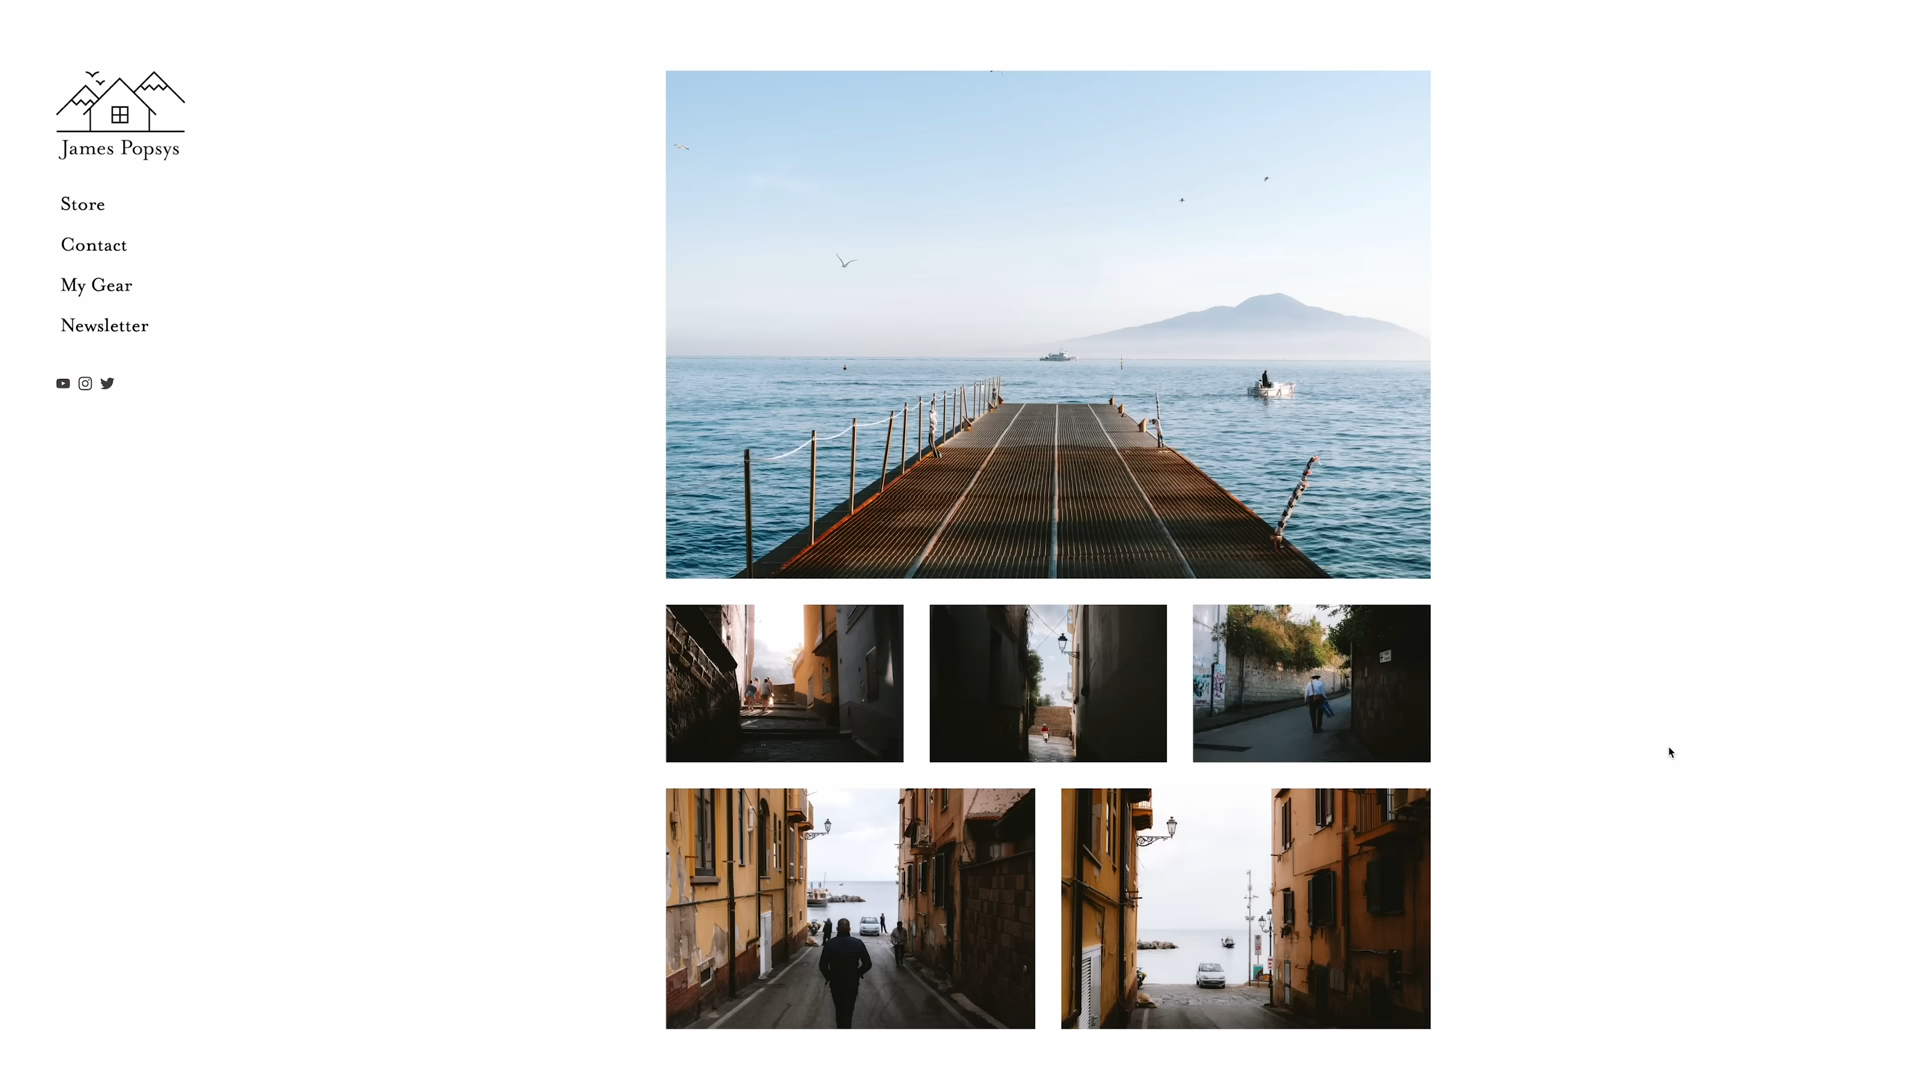 James Popsys
Store
Contact
My Gear
Newsletter